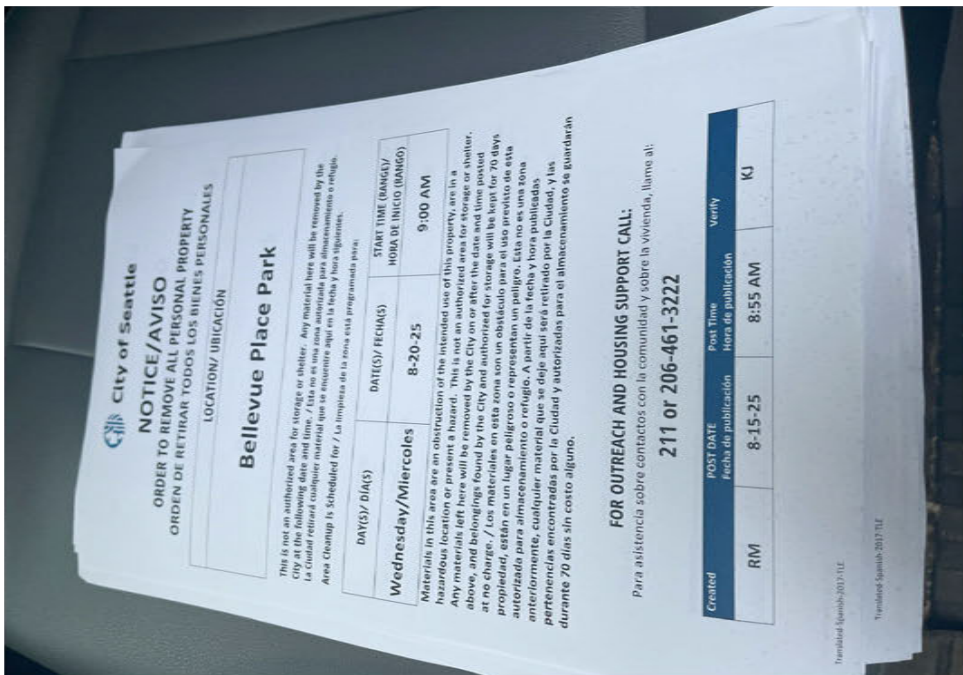 City of Seattle
NOTICE/AVISO
ORDER TO REMOVE ALL PERSONAL PROPERTY
ORDEN DE RETIRAR TODOS LOS BIENES PERSONALES
LOCATION/ UBICACIÓN
Bellevue Place Park
This is not an authorized area for storage or shelter. Any material here will be removed by the
City at the following date and time. / Esta no es una zona autorizada para almacenamiento o refugio.
La Ciudad retirará cualquier material que se encuentre aquí en la fecha y hora siguientes.
Area Cleanup Is Scheduled for / La limpieza de la zona está programada para:
DAY(S)/ DÍA(S) DATE(S)/ FECHA(S) START TIME (RANGE)/
HORA DE INICIO (RANGO)
Wednesday/Miercoles 8-20-25 9:00 AM
Materials in this area are an obstruction of the intended use of this property, are in a
hazardous location or present a hazard. This is not an authorized area for storage or shelter.
Any materials left here will be removed by the City on or after the date and time posted
above, and belongings found by the City and authorized for storage will be kept for 70 days
at no charge. / Los materiales en esta zona son un obstáculo para el uso previsto de esta
propiedad, están en un lugar peligroso o representan un peligro. Esta no es una zona
autorizada para almacenamiento o refugio. A partir de la fecha y hora publicadas
anteriormente, cualquier material que se deje aquí será retirado por la Ciudad, y las
pertenencias encontradas por la Ciudad y autorizadas para el almacenamiento se guardarán
durante 70 días sin costo alguno.
FOR OUTREACH AND HOUSING SUPPORT CALL:
Para asistencia sobre contactos con la comunidad y sobre la vivienda, llame al:
211 or 206-461-3222
Created POST DATE Post Time Verify
Fecha de publicación Hora de publicación
RM 8-15-25 8:55 AM KJ
Translated-Spanish-2017-TLE
Translated-Spanish-2017-TLE